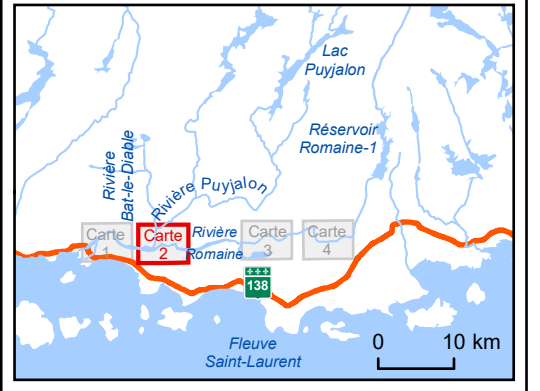 Lac
Puyjalon
Réservoir
Romaine-1
Rivière
Bat-le-Diable
Rivière Puyjalon
Carte
1
Carte
2
Rivière
Romaine
Carte
3
Carte
4
138
Fleuve
Saint-Laurent
0 10 km